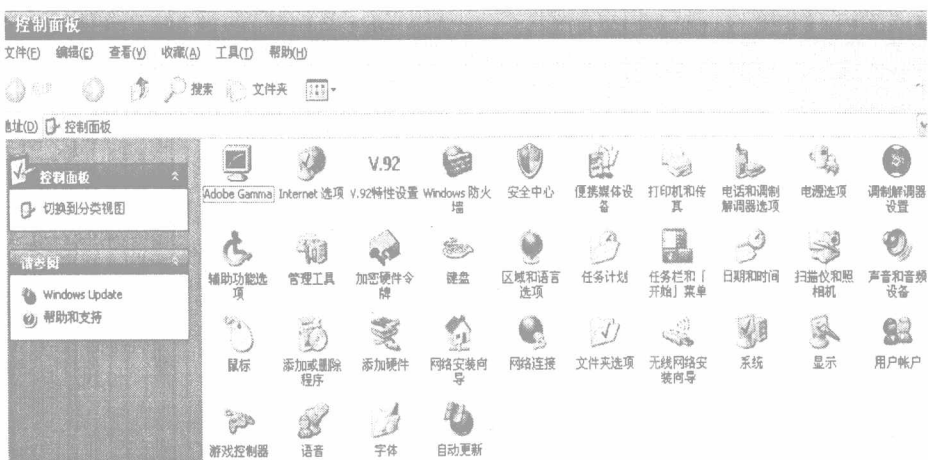 控制面板
文件(F) 编辑(E) 查看(V) 收藏(A) 工具(T) 帮助(H)
搜索 文件夹
地址(D) 控制面板
控制面板
切换到分类视图
请参阅
Windows Update
帮助和支持
Adobe Gamma
Internet 选项
V.92
V.92特性设置
Windows 防火
墙
安全中心
便携媒体设
备
打印机和传
真
电话和调制
解调器选项
电源选项
调制解调器
设置
辅助功能选
项
管理工具
加密硬件令
牌
键盘
区域和语言
选项
任务计划
任务栏和「
开始」菜单
日期和时间
扫描仪和照
相机
声音和音频
设备
鼠标
添加或删除
程序
添加硬件
网络安装向
导
网络连接
文件夹选项
无线网络安
装向导
系统
显示
用户帐户
游戏控制器
语音
字体
自动更新